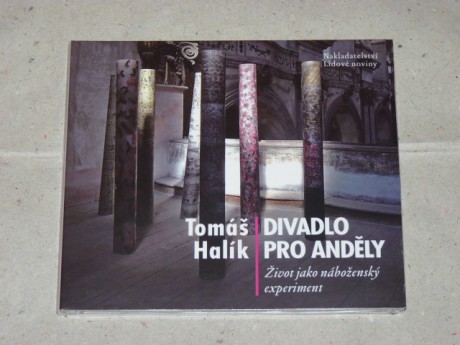 Nakladatelství
Lidové noviny
Tomáš
Halík
DIVADLO
PRO ANDĚLY
Život jako náboženský
experiment